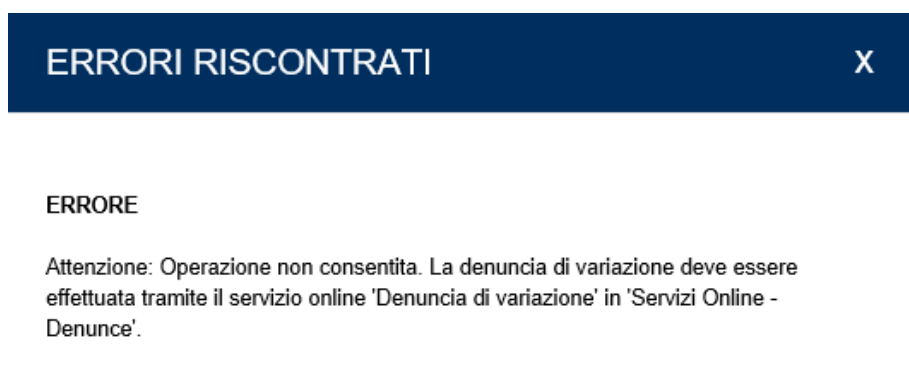 ERRORI RISCONTRATI X
ERRORE
Attenzione: Operazione non consentita. La denuncia di variazione deve essere
effettuata tramite il servizio online 'Denuncia di variazione' in 'Servizi Online -
Denunce'.